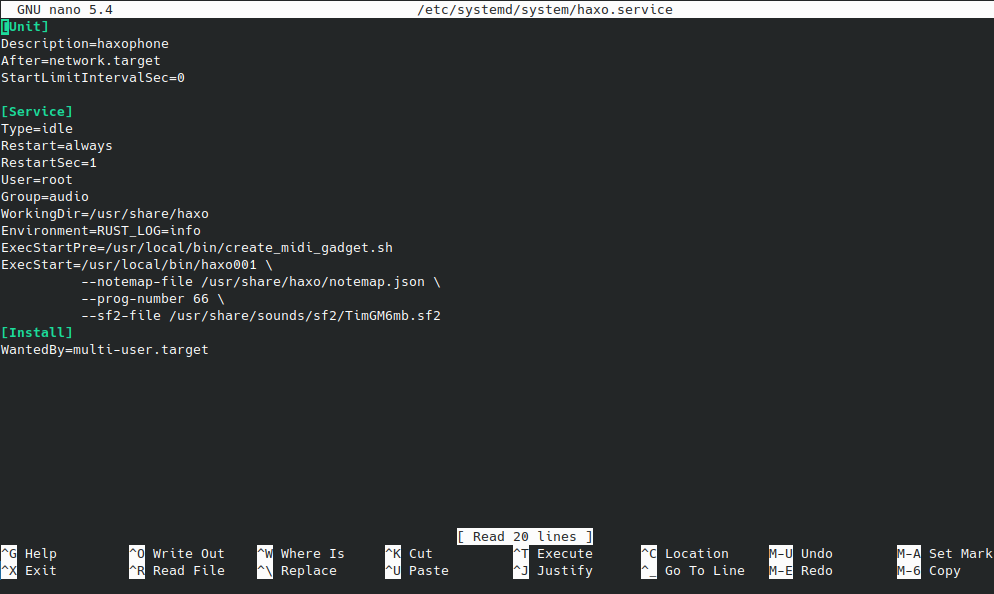 GNU nano 5.4 /etc/systemd/system/haxo.service
[Unit]
Description=haxophone
After=network.target
StartLimitIntervalSec=0

[Service]
Type=idle
Restart=always
RestartSec=1
User=root
Group=audio
WorkingDir=/usr/share/haxo
Environment=RUST_LOG=info
ExecStartPre=/usr/local/bin/create_midi_gadget.sh
ExecStart=/usr/local/bin/haxo001 \
          --notemap-file /usr/share/haxo/notemap.json \
          --prog-number 66 \
          --sf2-file /usr/share/sounds/sf2/TimGM6mb.sf2
[Install]
WantedBy=multi-user.target
[ Read 20 lines ]
^G Help ^O Write Out ^W Where Is ^K Cut ^T Execute ^C Location M-U Undo M-A Set Mark
^X Exit ^R Read File ^\ Replace ^U Paste ^J Justify ^_ Go To Line M-E Redo M-6 Copy